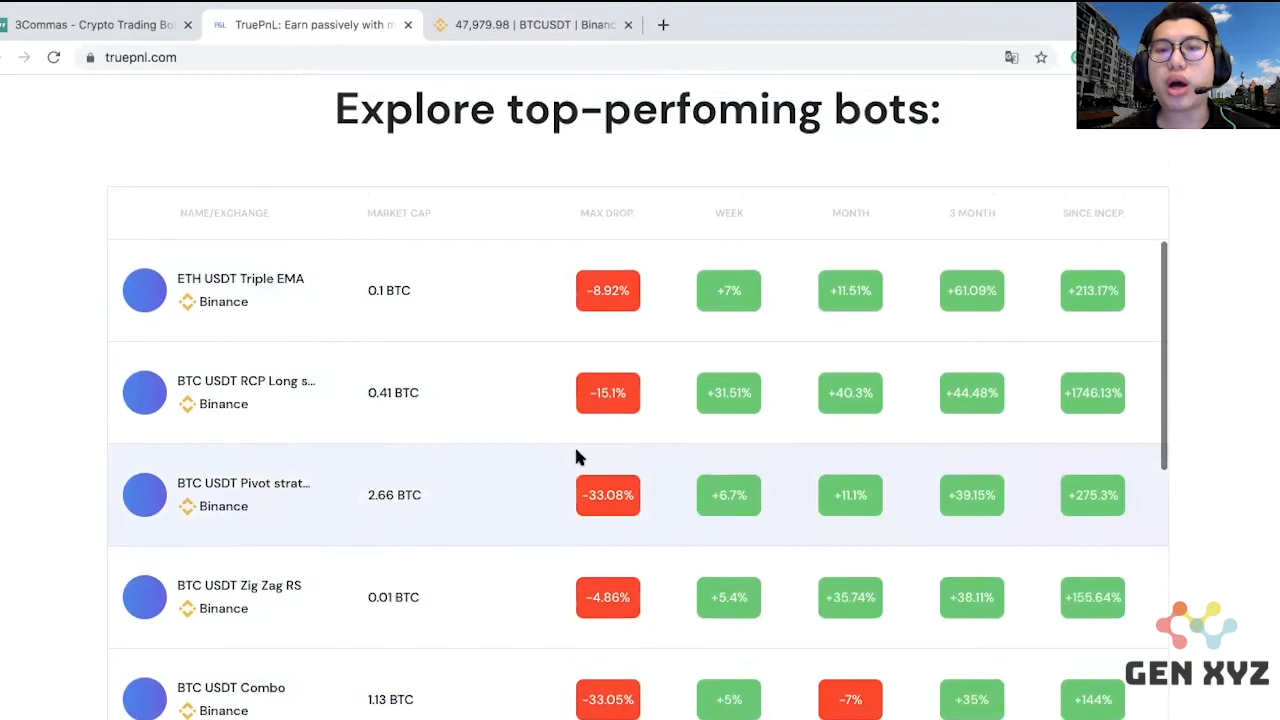 3Commas - Crypto Trading Bo
TruePnL: Earn passively with m
47,979.98 | BTCUSDT | Binanc
truepnl.com
Explore top-perfoming bots:
NAME/EXCHANGE MARKET CAP MAX DROP. WEEK MONTH 3 MONTH SINCE INCEP.
ETH USDT Triple EMA
Binance
0.1 BTC -8.92% +7% +11.51% +61.09% +213.17%
BTC USDT RCP Long s...
Binance
0.41 BTC -15.1% +31.51% +40.3% +44.48% +1746.13%
BTC USDT Pivot strat...
Binance
2.66 BTC -33.08% +6.7% +11.1% +39.15% +275.3%
BTC USDT Zig Zag RS
Binance
0.01 BTC -4.86% +5.4% +35.74% +38.11% +155.64%
BTC USDT Combo
Binance
1.13 BTC -33.05% +5% -7% +35% +144%
GEN XYZ